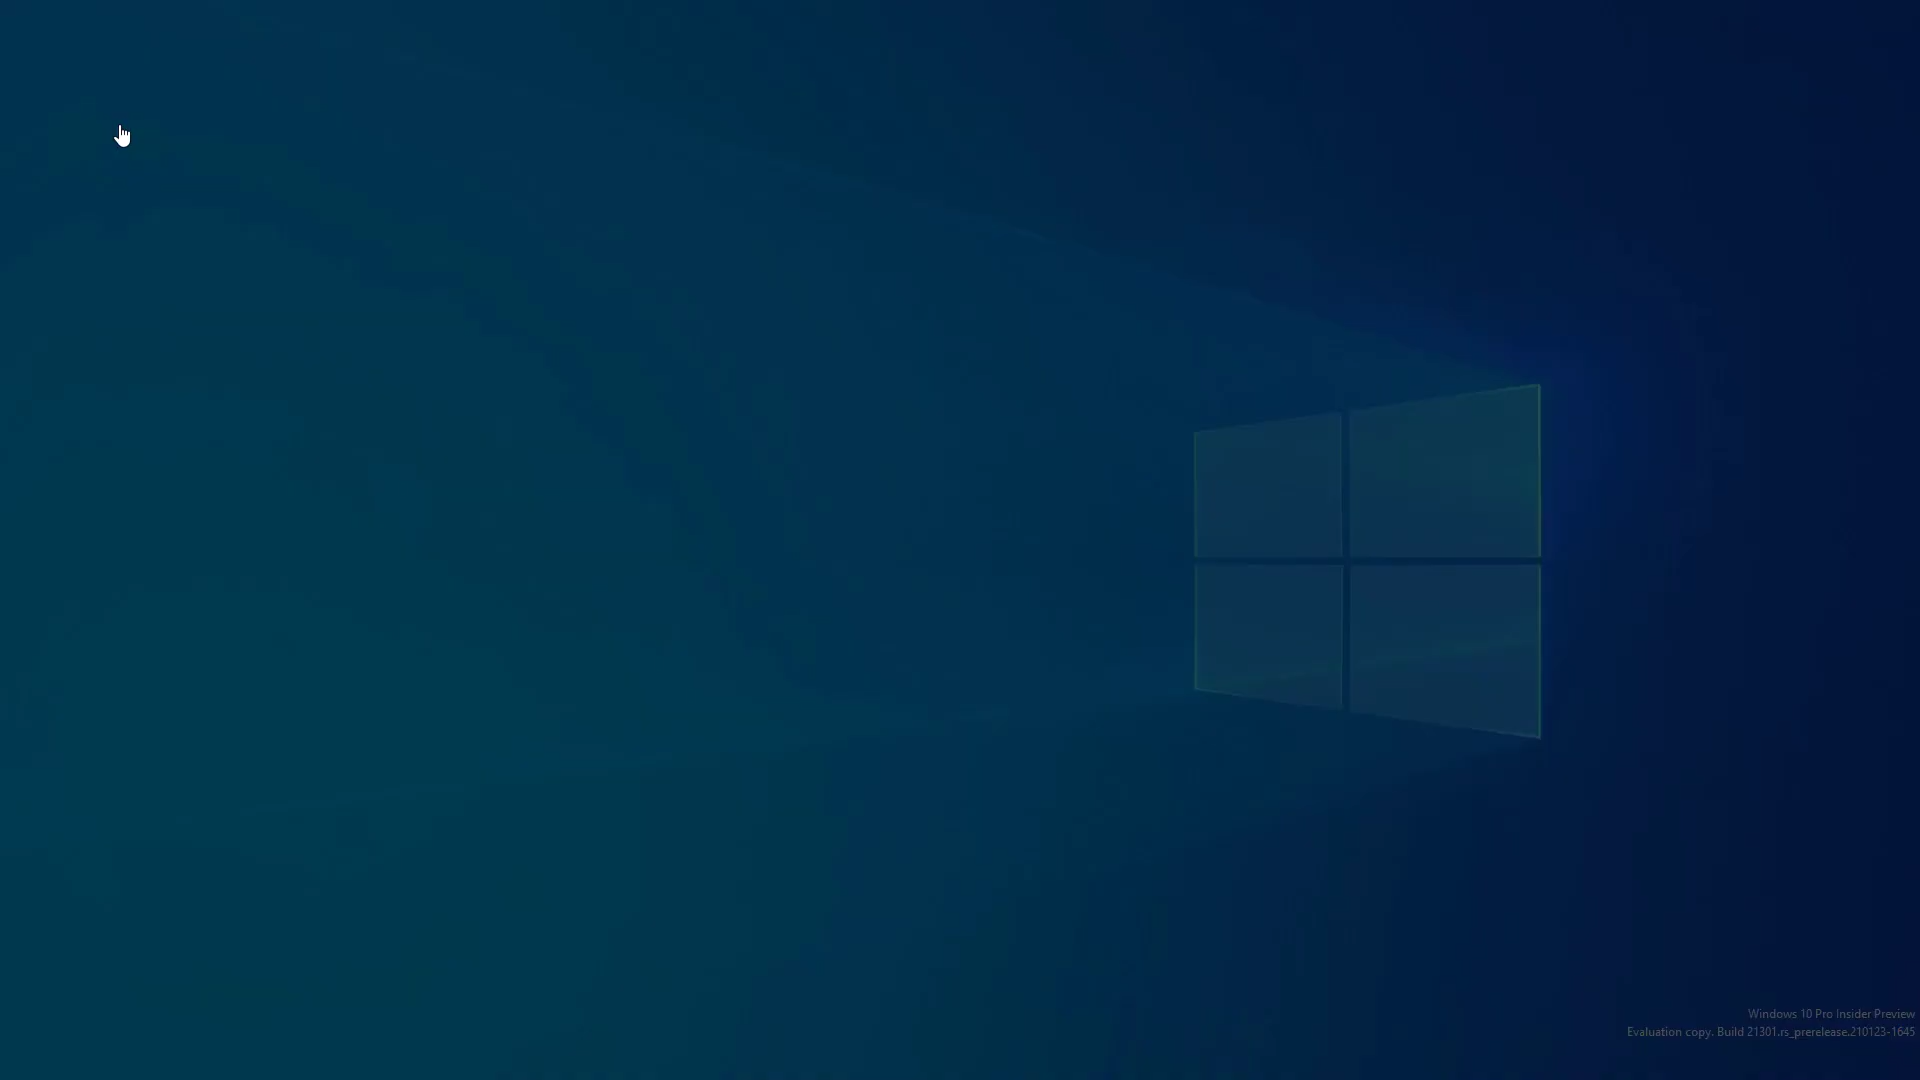 Windows 10 Pro Insider Preview
Evaluation copy. Build 21301.rs_prerelease.210123-1645